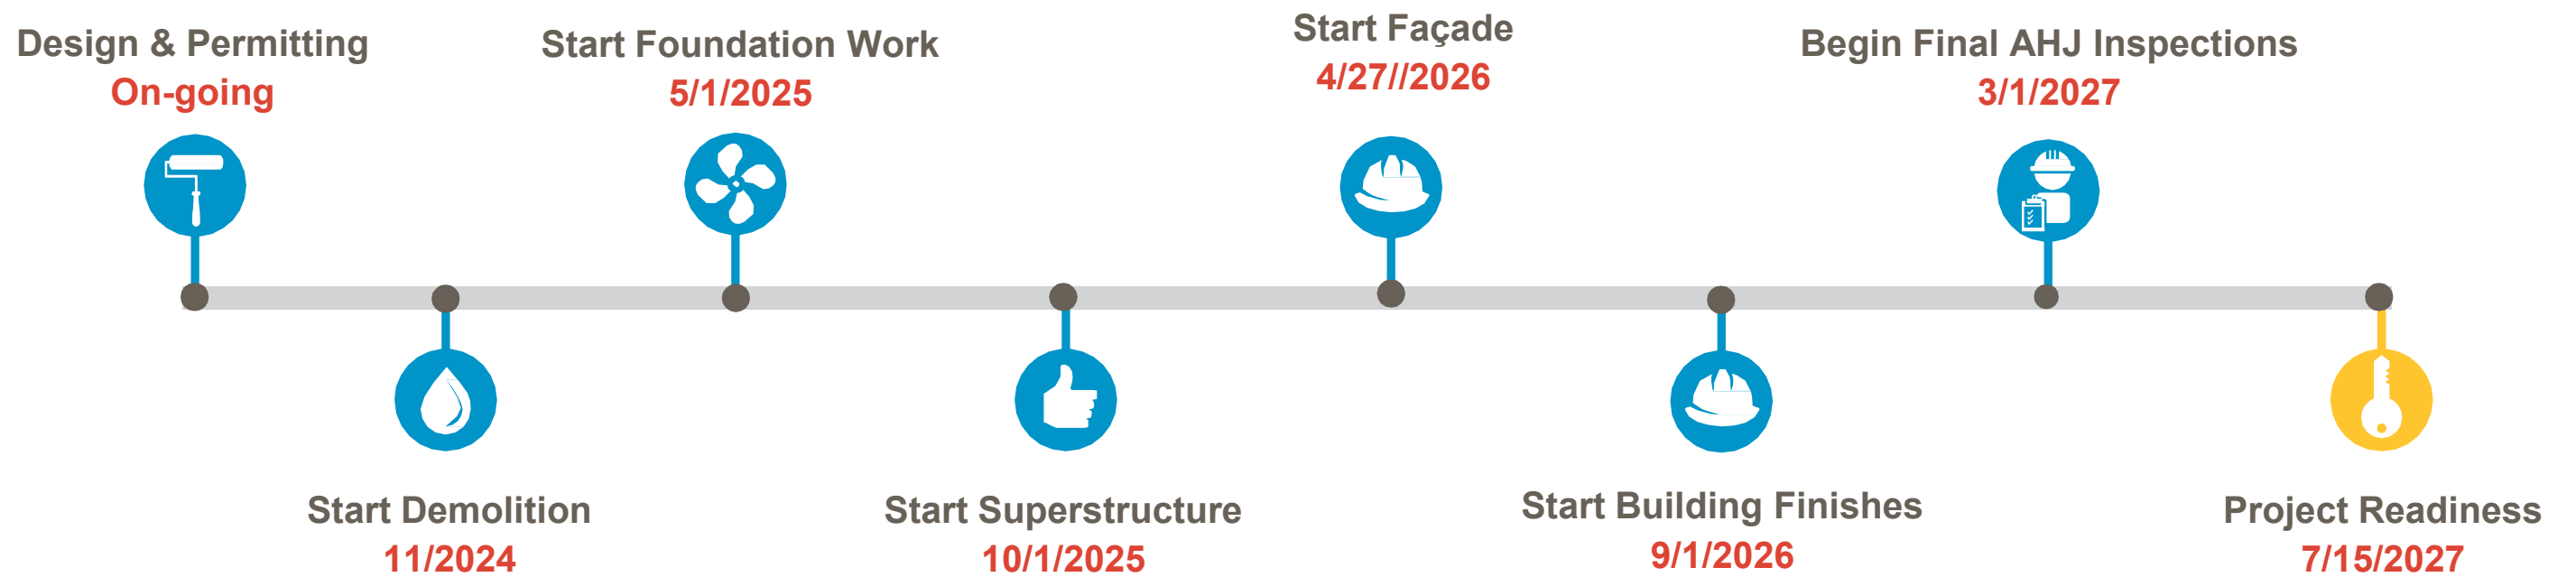 Design & Permitting
On-going
Start Demolition
11/2024
Start Foundation Work
5/1/2025
Start Superstructure
10/1/2025
Start Façade
4/27//2026
Start Building Finishes
9/1/2026
Begin Final AHJ Inspections
3/1/2027
Project Readiness
7/15/2027